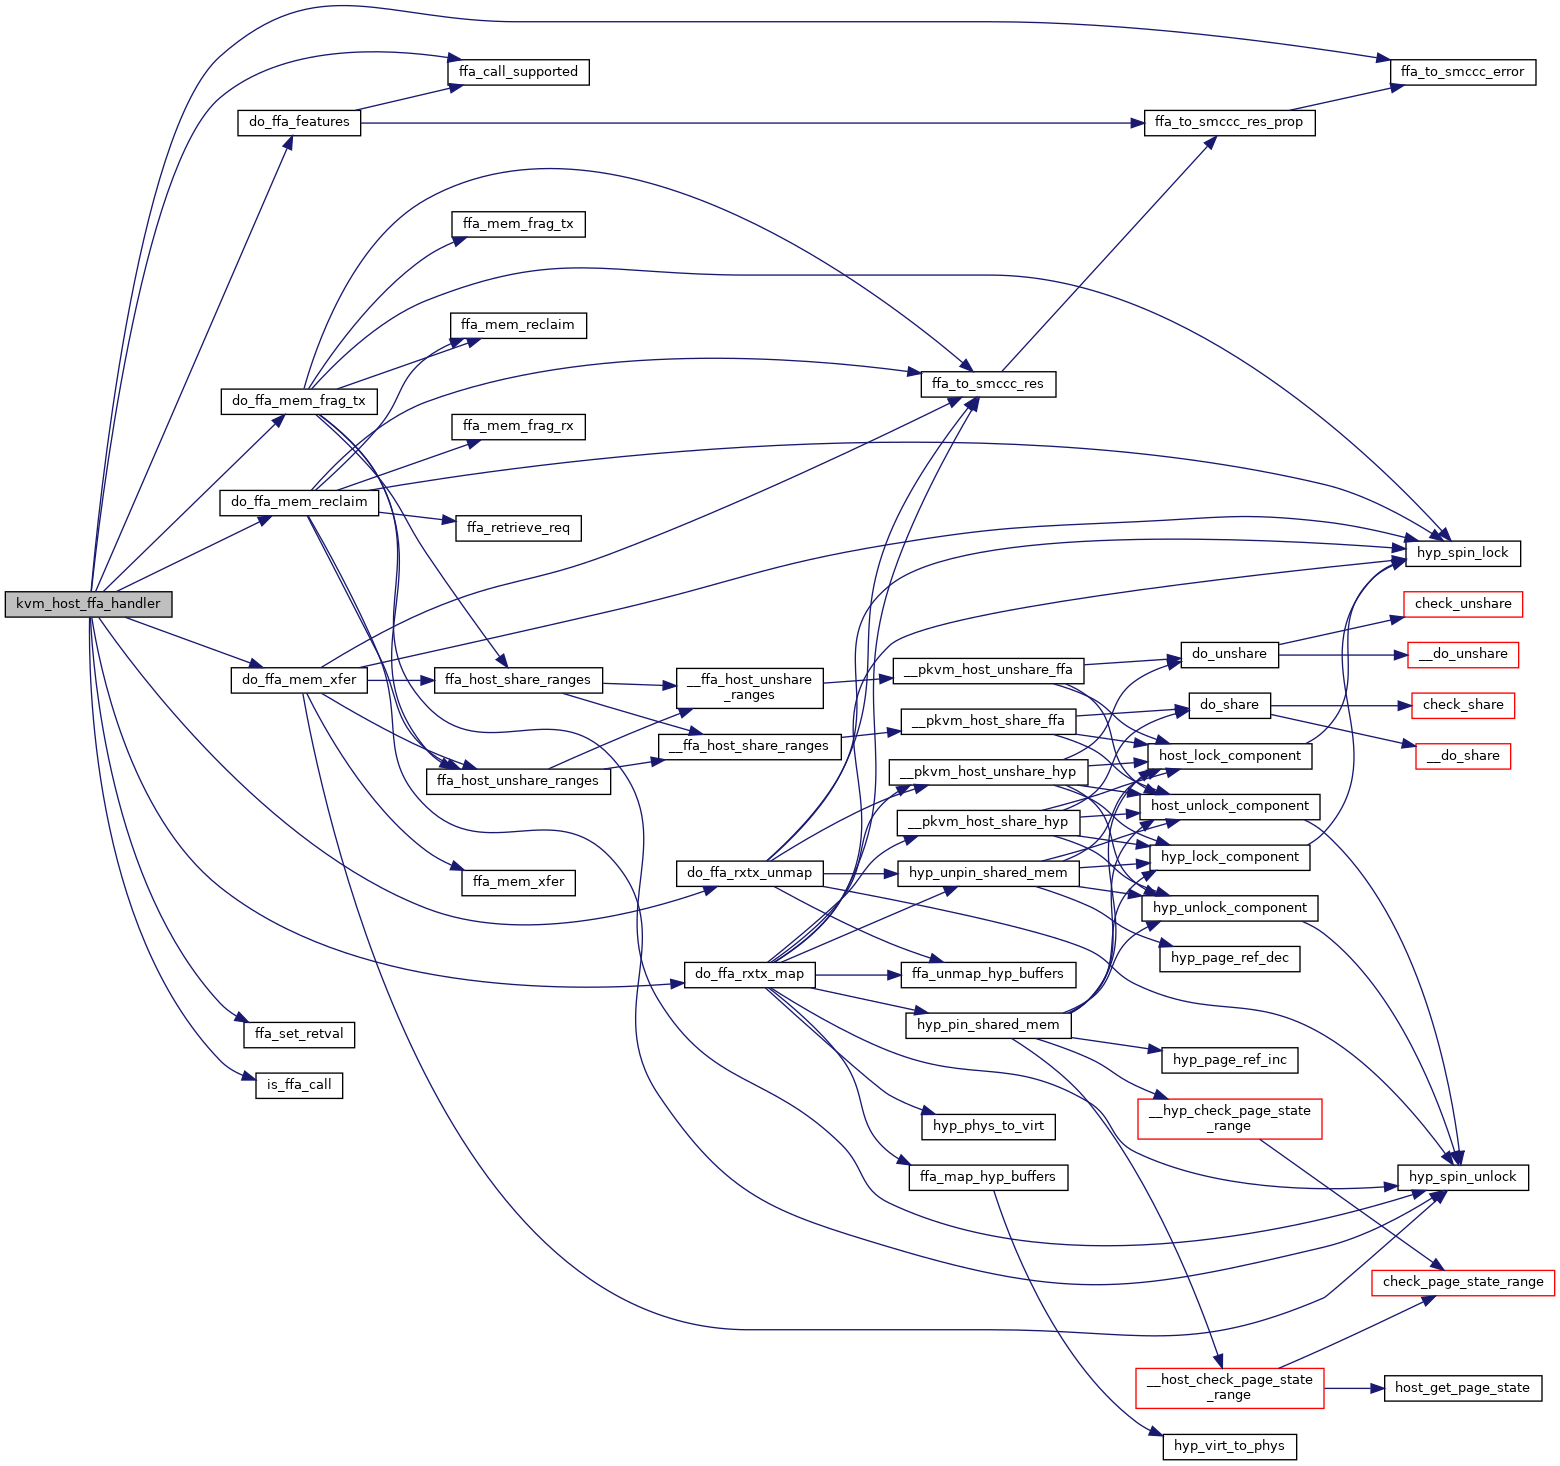 ffa_call_supported
ffa_to_smccc_error
do_ffa_features
ffa_to_smccc_res_prop
ffa_mem_frag_tx
ffa_mem_reclaim
ffa_to_smccc_res
do_ffa_mem_frag_tx
ffa_mem_frag_rx
do_ffa_mem_reclaim
ffa_retrieve_req
hyp_spin_lock
kvm_host_ffa_handler
check_unshare
do_unshare
__do_unshare
do_ffa_mem_xfer
ffa_host_share_ranges
__ffa_host_unshare
_ranges
__pkvm_host_unshare_ffa
do_share
check_share
__pkvm_host_share_ffa
__ffa_host_share_ranges
host_lock_component
__do_share
ffa_host_unshare_ranges
__pkvm_host_unshare_hyp
host_unlock_component
__pkvm_host_share_hyp
hyp_lock_component
ffa_mem_xfer
do_ffa_rxtx_unmap
hyp_unpin_shared_mem
hyp_unlock_component
hyp_page_ref_dec
do_ffa_rxtx_map
ffa_unmap_hyp_buffers
ffa_set_retval
hyp_pin_shared_mem
hyp_page_ref_inc
is_ffa_call
__hyp_check_page_state
_range
hyp_phys_to_virt
ffa_map_hyp_buffers
hyp_spin_unlock
check_page_state_range
__host_check_page_state
_range
host_get_page_state
hyp_virt_to_phys